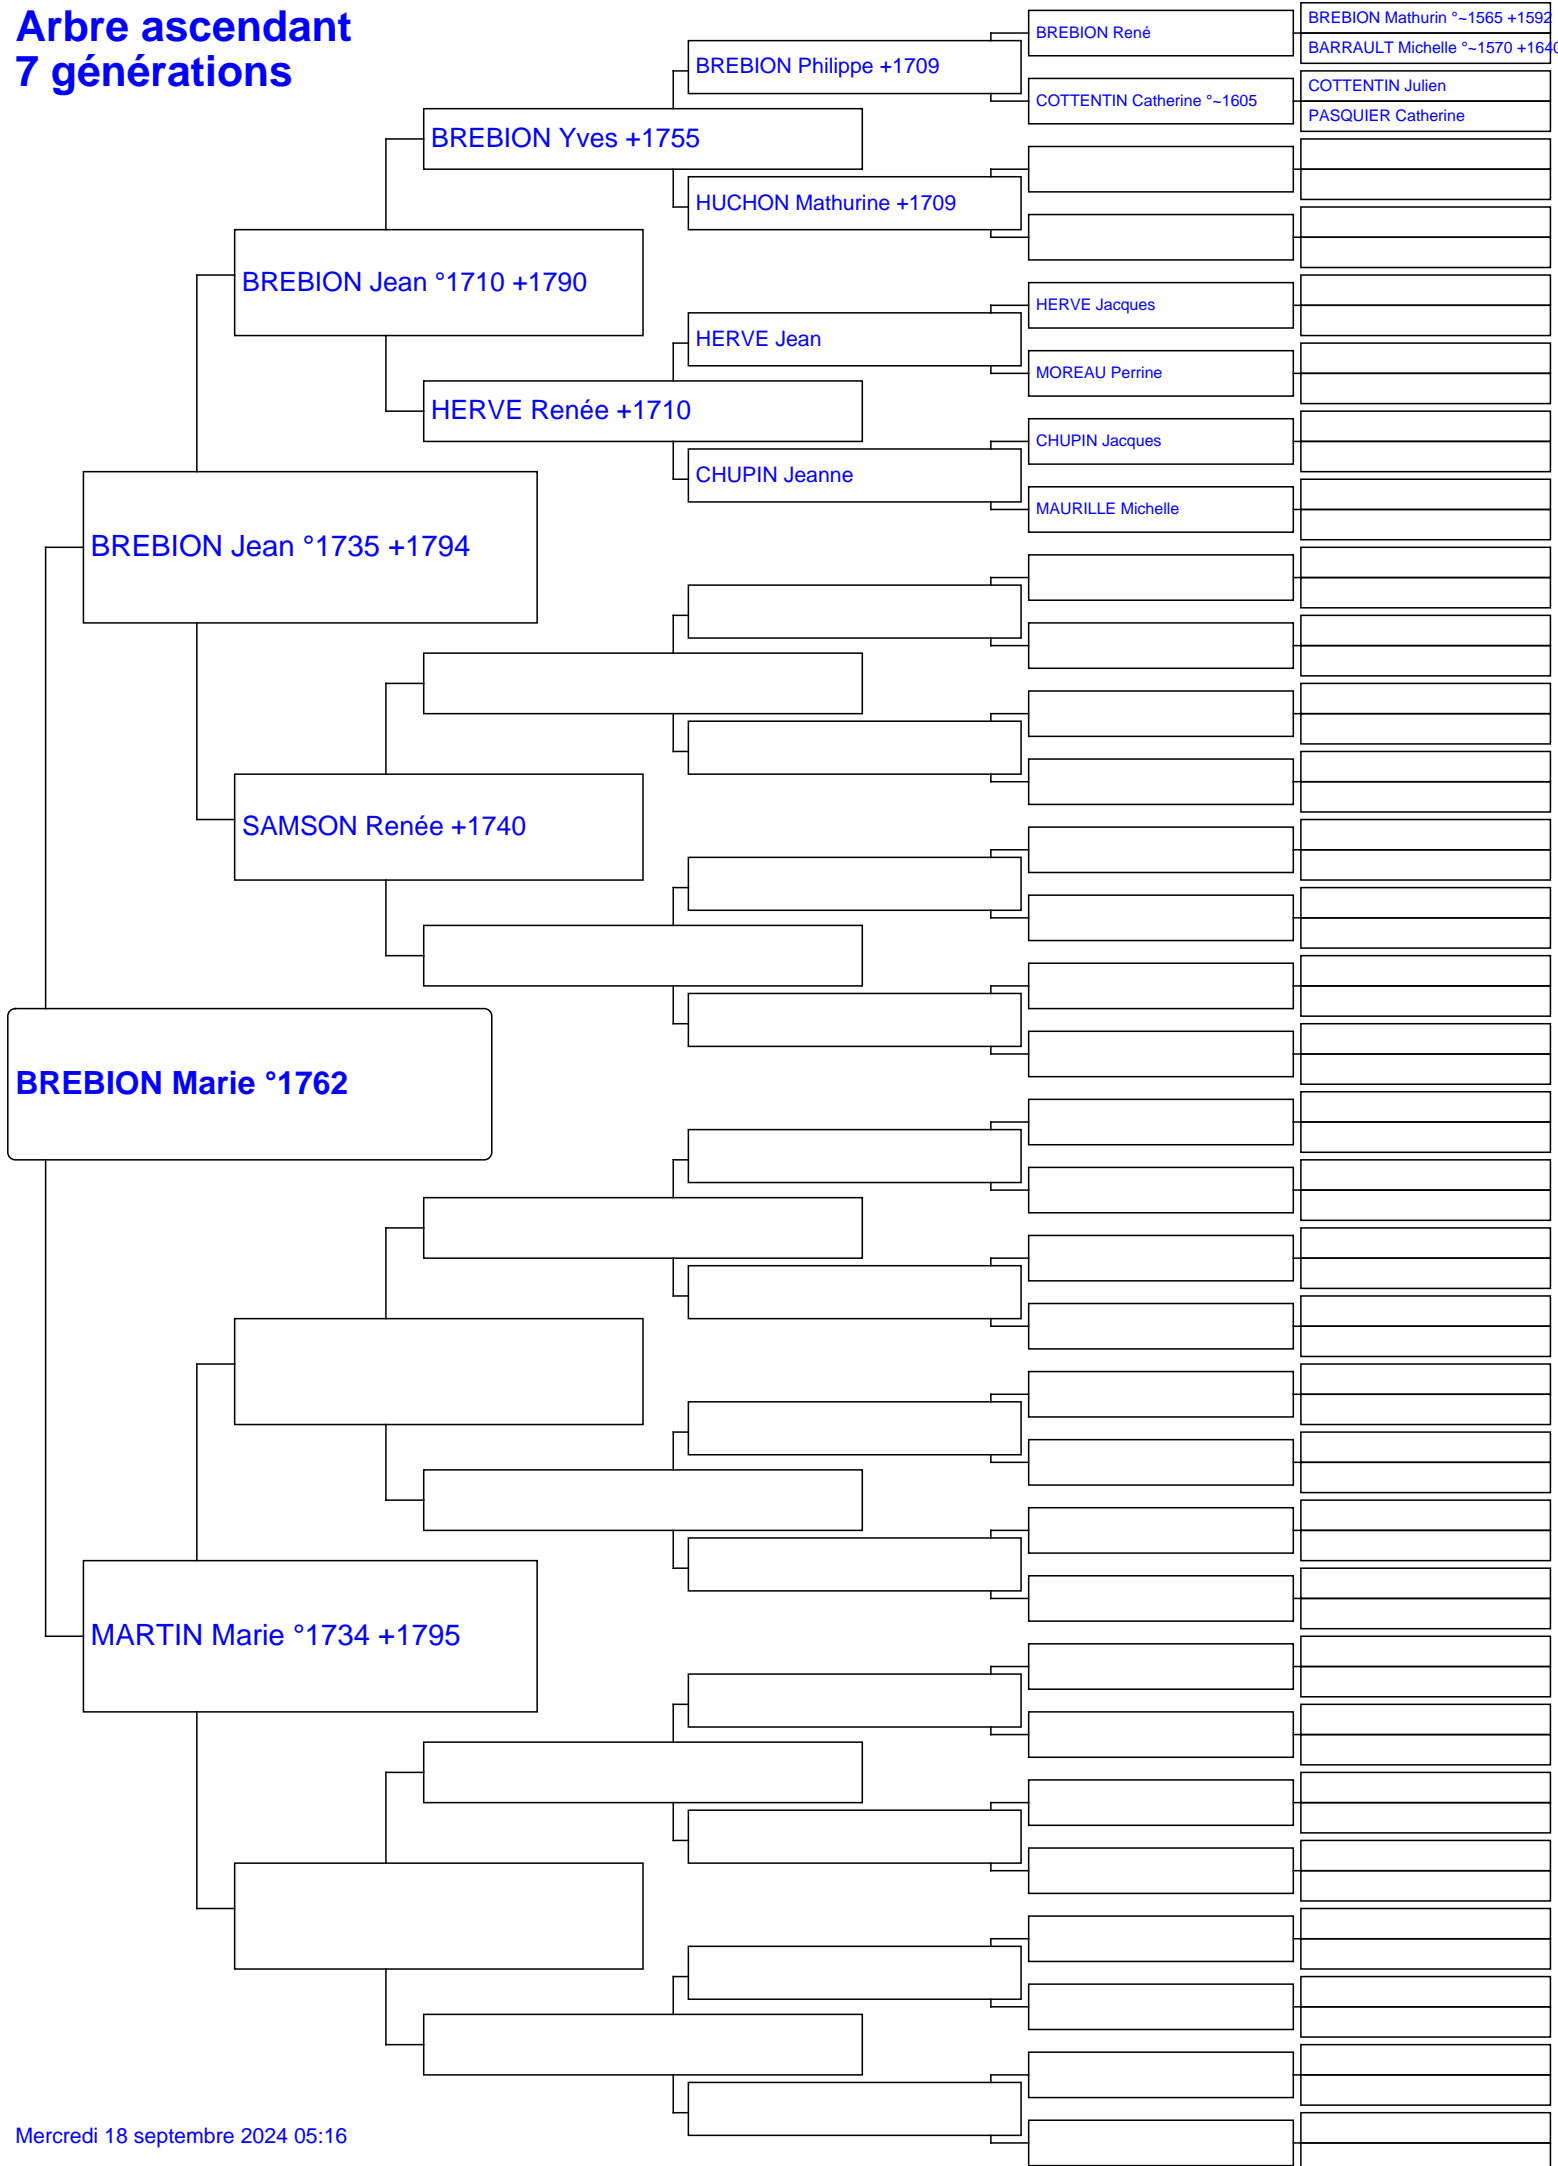 Arbre ascendant
7 générations
BREBION René
BREBION Mathurin °~1565 +1592
BARRAULT Michelle °~1570 +1640
BREBION Philippe +1709
COTTENTIN Catherine °~1605
COTTENTIN Julien
PASQUIER Catherine
BREBION Yves +1755
HUCHON Mathurine +1709
BREBION Jean °1710 +1790
HERVE Jacques
HERVE Jean
MOREAU Perrine
HERVE Renée +1710
CHUPIN Jacques
CHUPIN Jeanne
MAURILLE Michelle
BREBION Jean °1735 +1794
SAMSON Renée +1740
BREBION Marie °1762
MARTIN Marie °1734 +1795
Mercredi 18 septembre 2024 05:16